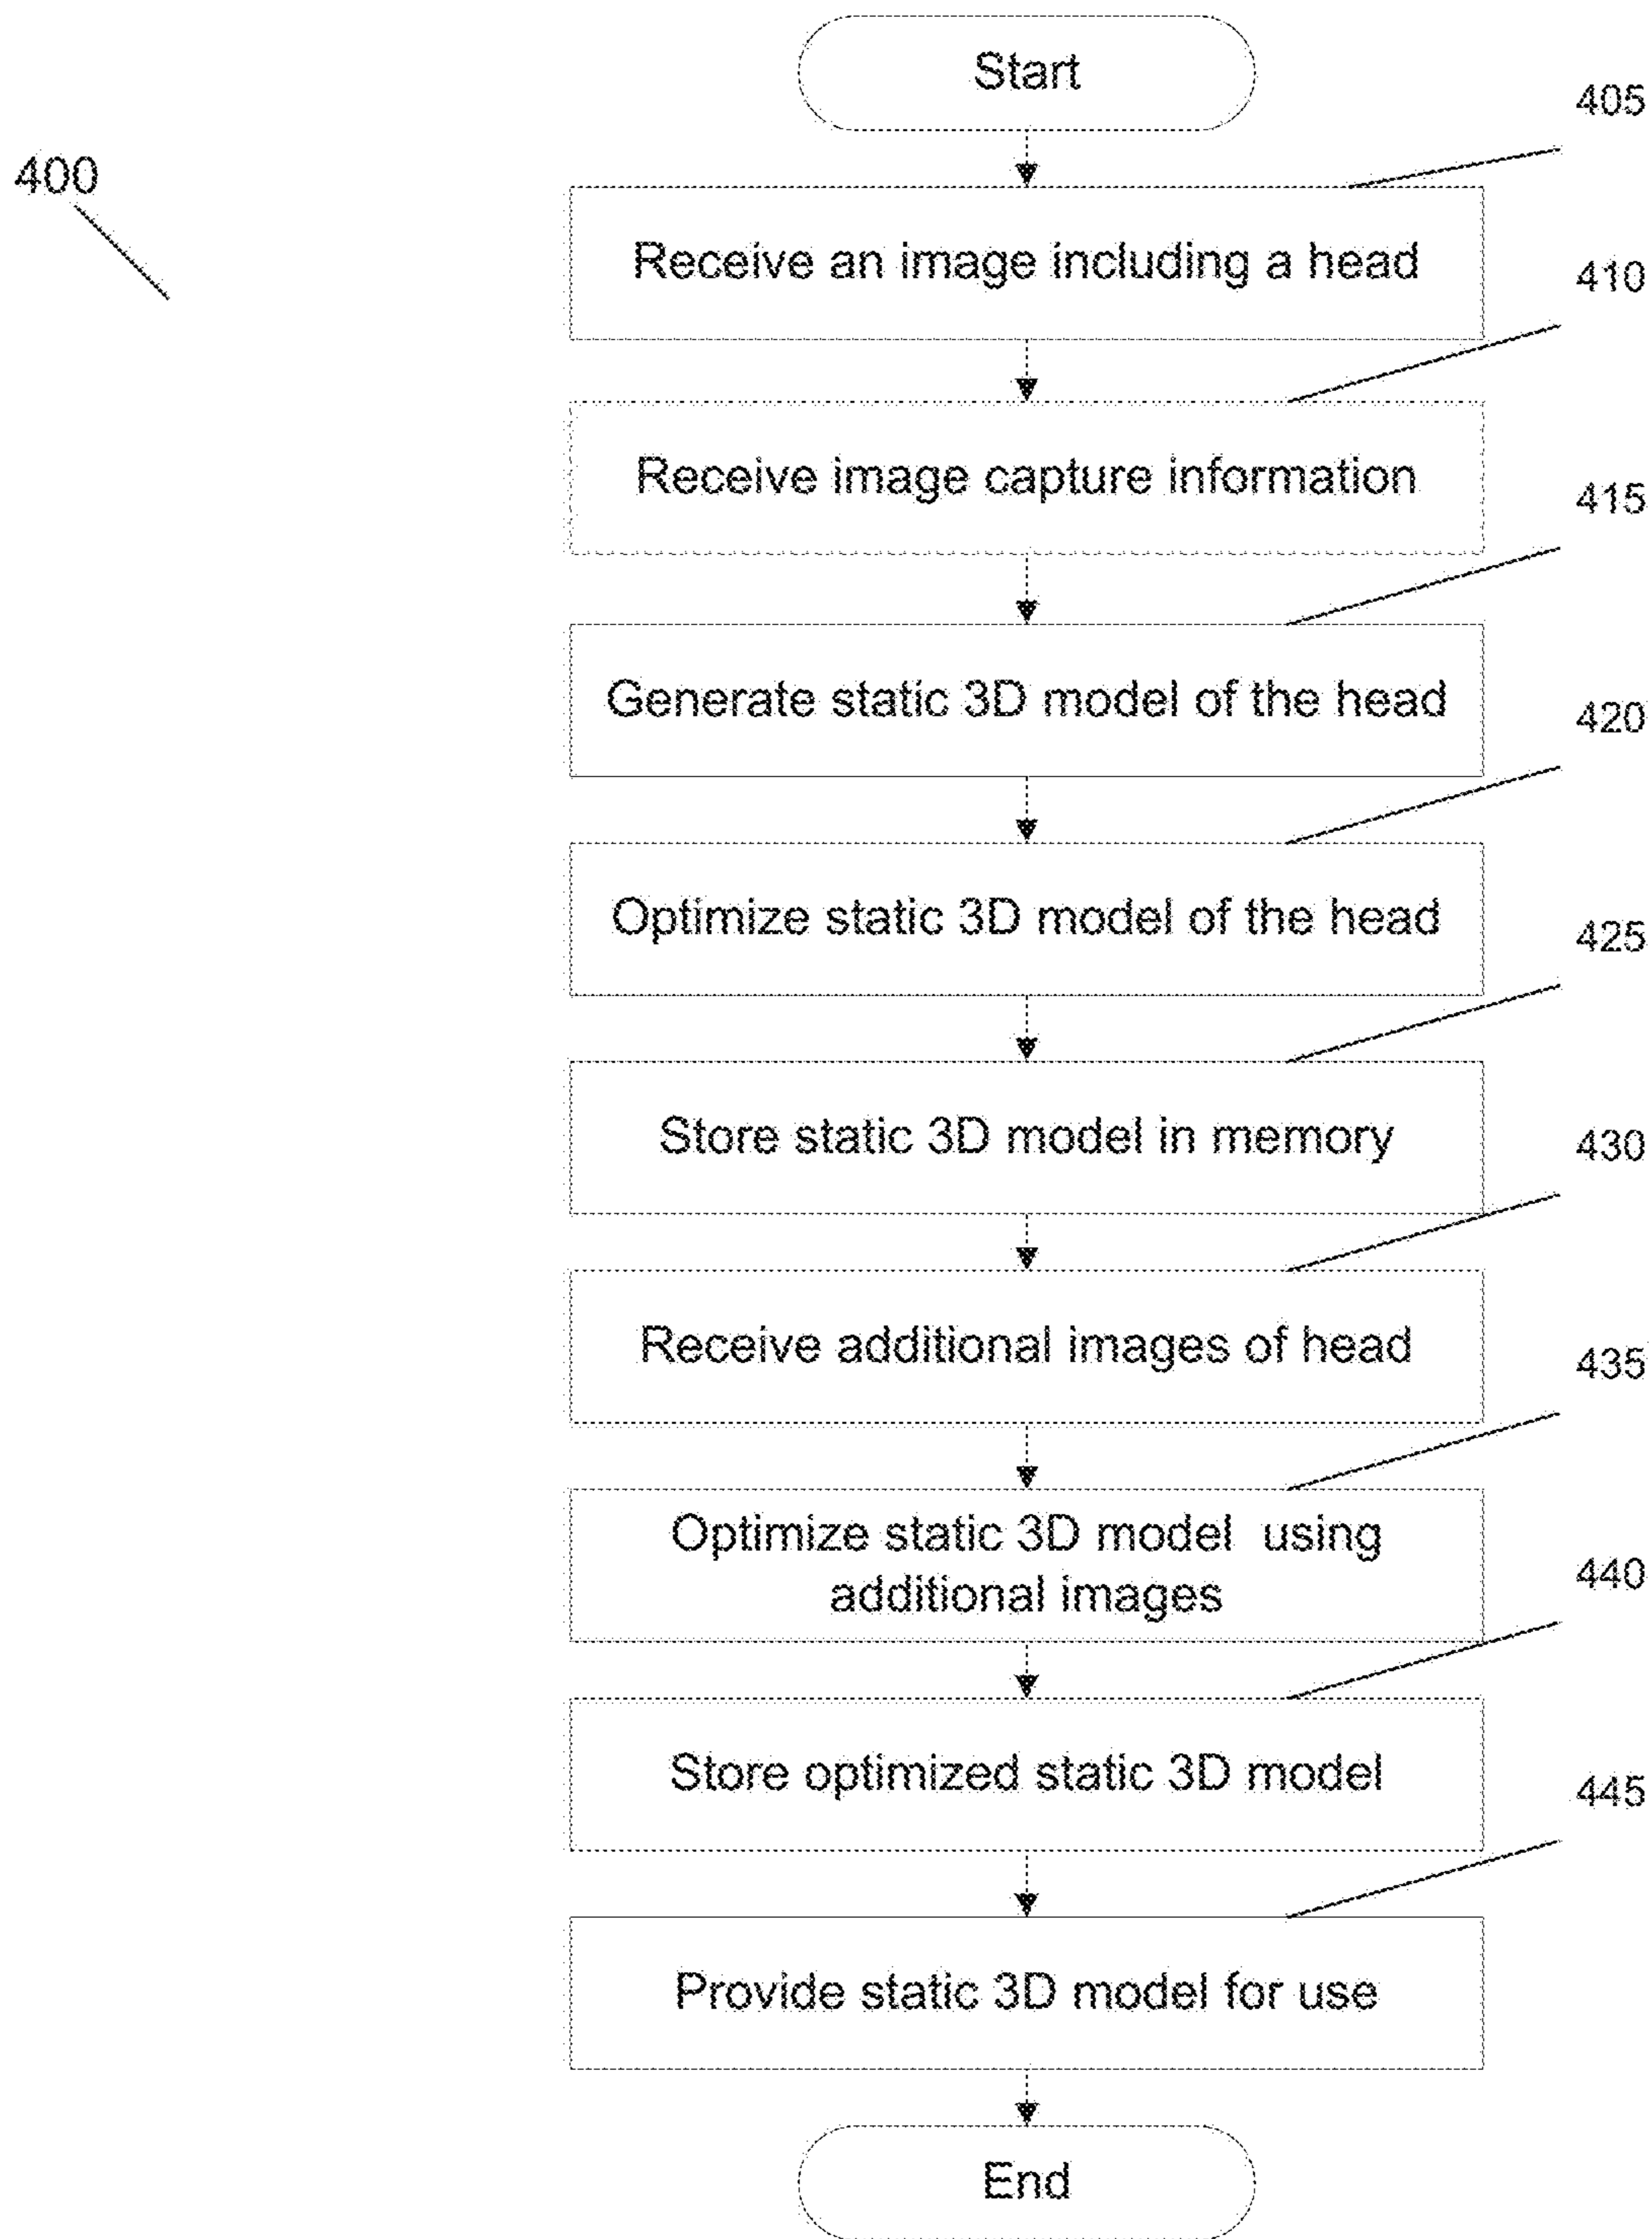 Start
405
400
Receive an image including a head
410
Receive image capture information
415
Generate static 3D model of the head
420
Optimize static 3D model of the head
425
Store static 3D model in memory
430
Receive additional images of head
435
Optimize static 3D model  using
additional images
440
Store optimized static 3D model
445
Provide static 3D model for use
End